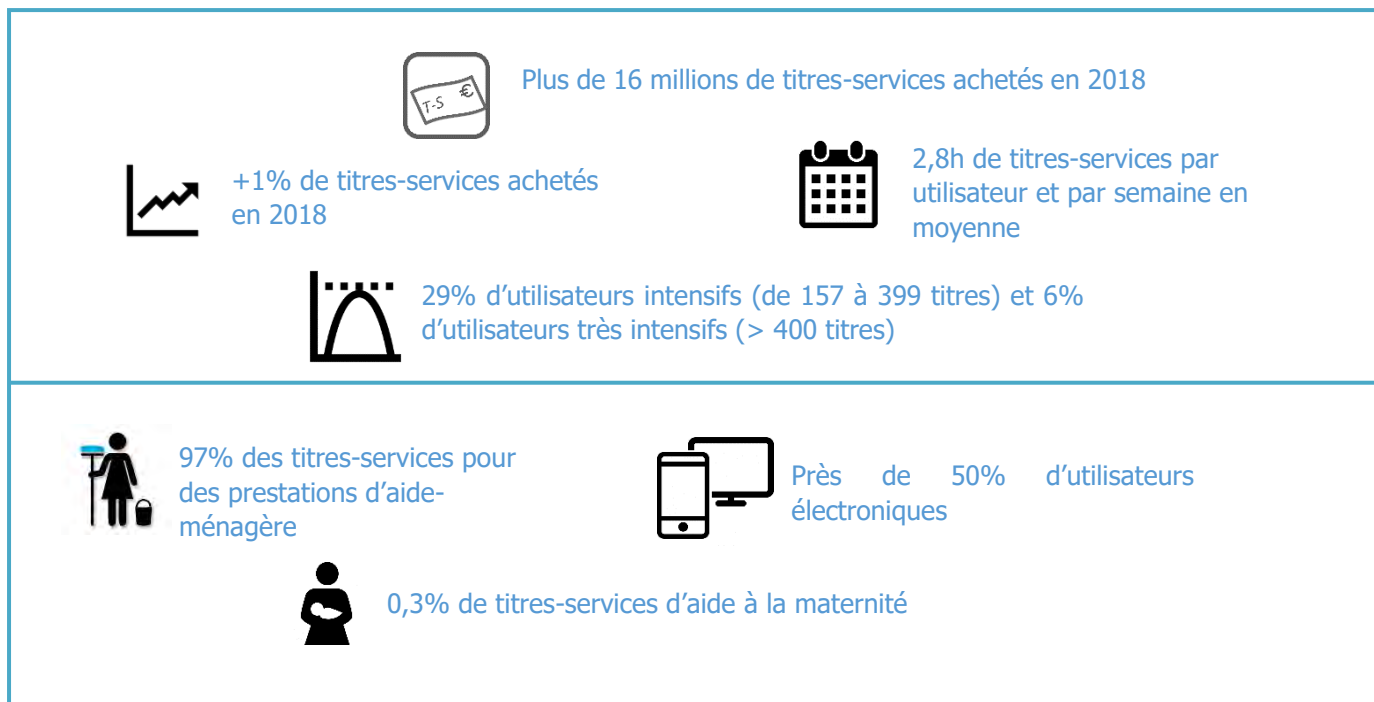 T-S €
Plus de 16 millions de titres-services achetés en 2018
+1% de titres-services achetés
en 2018
2,8h de titres-services par
utilisateur et par semaine en
moyenne
29% d'utilisateurs intensifs (de 157 à 399 titres) et 6%
d'utilisateurs très intensifs (> 400 titres)
97% des titres-services pour
des prestations d'aide-
ménagère
Près de 50% d'utilisateurs
électroniques
0,3% de titres-services d'aide à la maternité